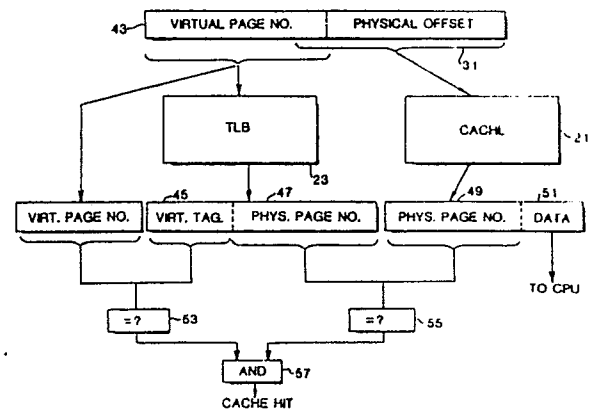 43 VIRTUAL PAGE NO. PHYSICAL OFFSET
31
TLB
CACHL
21
23
45 47 49 51
VIRT. PAGE NO. VIRT. TAG. PHYS. PAGE NO. PHYS. PAGE NO. DATA
TO CPU
=? 53 =? 55
AND 57
CACHE HIT